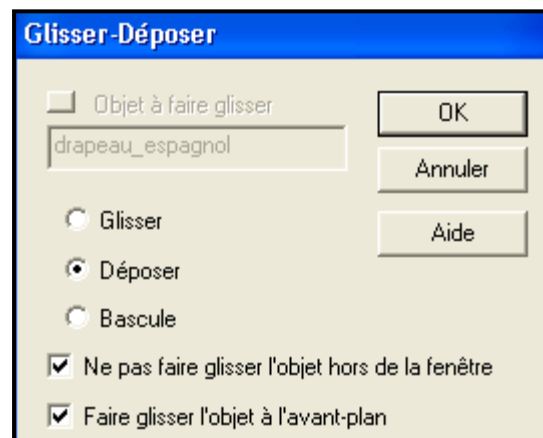 Glisser-Déposer
Objet à faire glisser
OK
drapeau_espagnol
Annuler
Glisser
Aide
Déposer
Bascule
Ne pas faire glisser l'objet hors de la fenêtre
Faire glisser l'objet à l'avant-plan